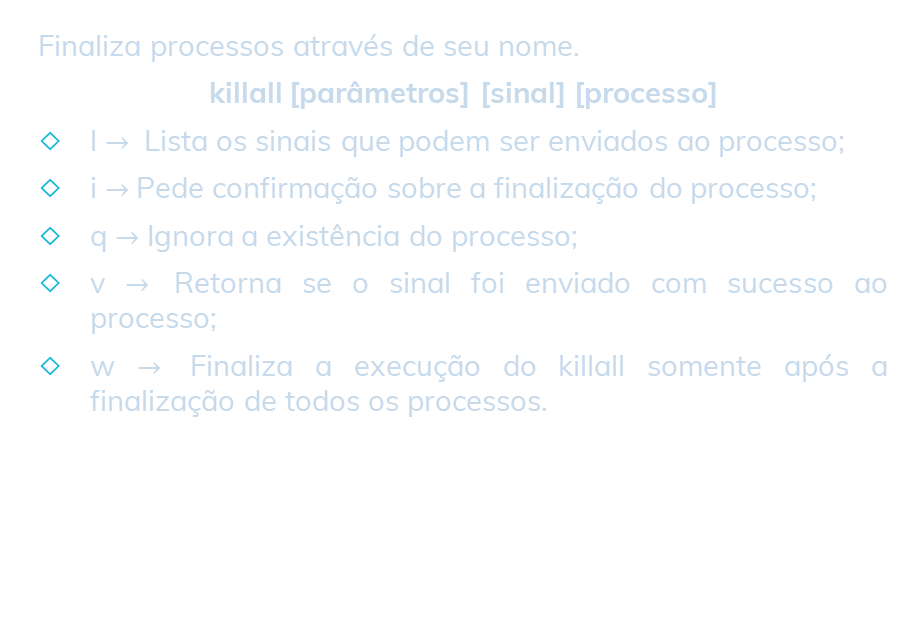 Finaliza processos através de seu nome.
killall [parâmetros] [sinal] [processo]
l → Lista os sinais que podem ser enviados ao processo;
i → Pede confirmação sobre a finalização do processo;
q → Ignora a existência do processo;
v → Retorna se o sinal foi enviado com sucesso ao
processo;
w → Finaliza a execução do killall somente após a
finalização de todos os processos.